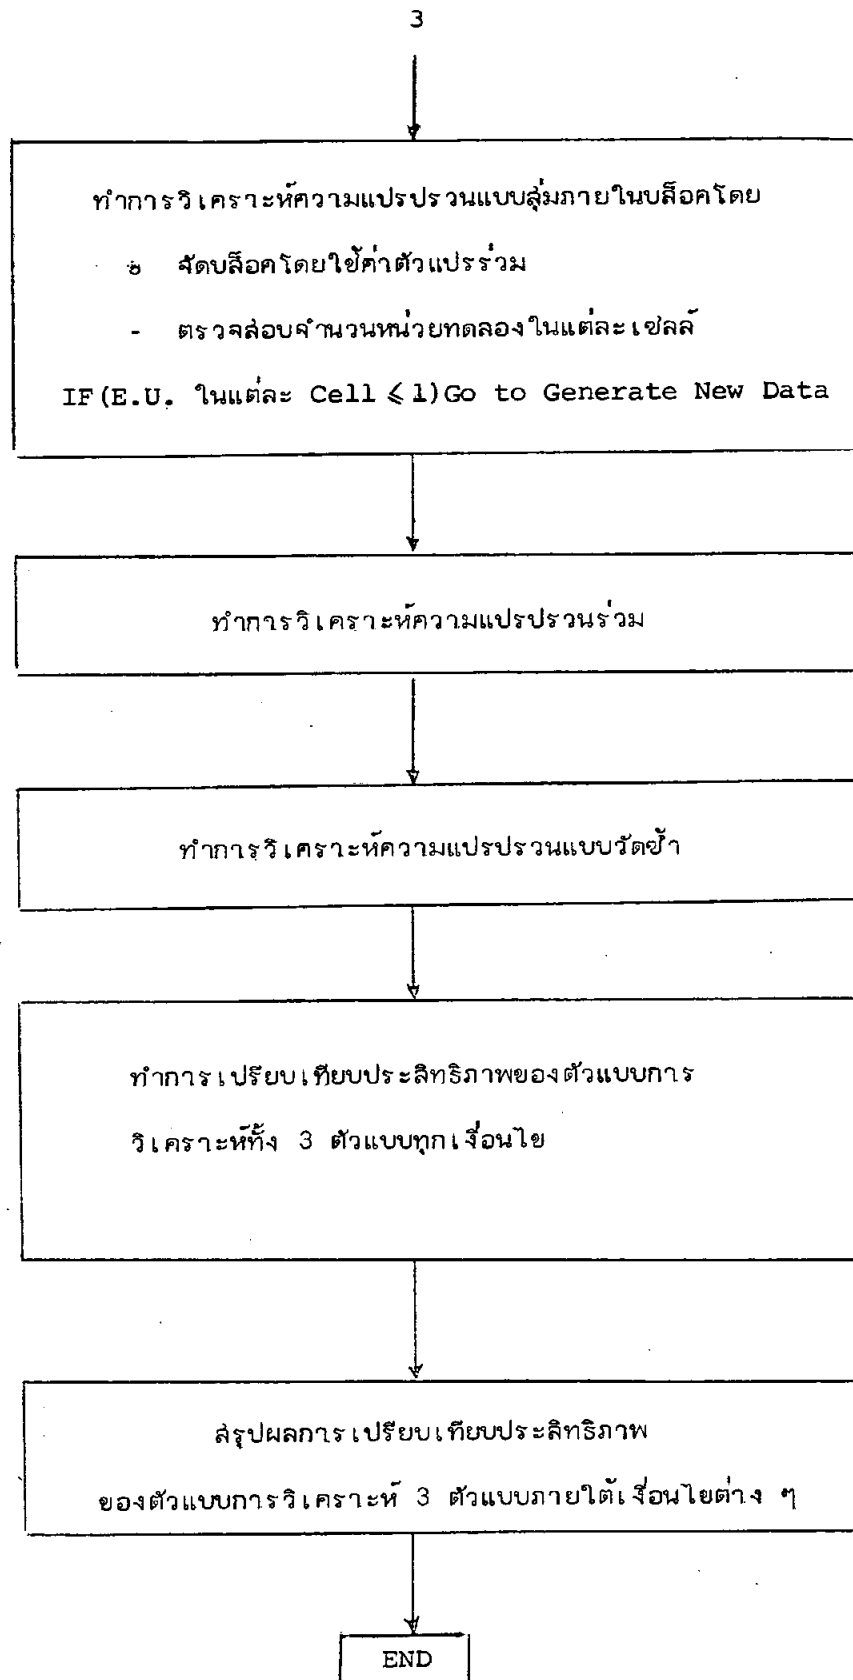 3
ทำการวิเคราะห์ความแปรปรวนแบบสุ่มภายในบล็อคโดย
- จัดบล็อคโดยใช้ค่าตัวแปรร่วม
- ตรวจสอบจำนวนหน่วยทดลองในแต่ละเซลล์
IF(E.U. ในแต่ละ Cell ⩽ 1)Go to Generate New Data
ทำการวิเคราะห์ความแปรปรวนร่วม
ทำการวิเคราะห์ความแปรปรวนแบบวัดซ้ำ
ทำการเปรียบเทียบประสิทธิภาพของตัวแบบการ
วิเคราะห์ทั้ง 3 ตัวแบบทุกเงื่อนไข
สรุปผลการเปรียบเทียบประสิทธิภาพ
ของตัวแบบการวิเคราะห์ 3 ตัวแบบภายใต้เงื่อนไขต่าง ๆ
END